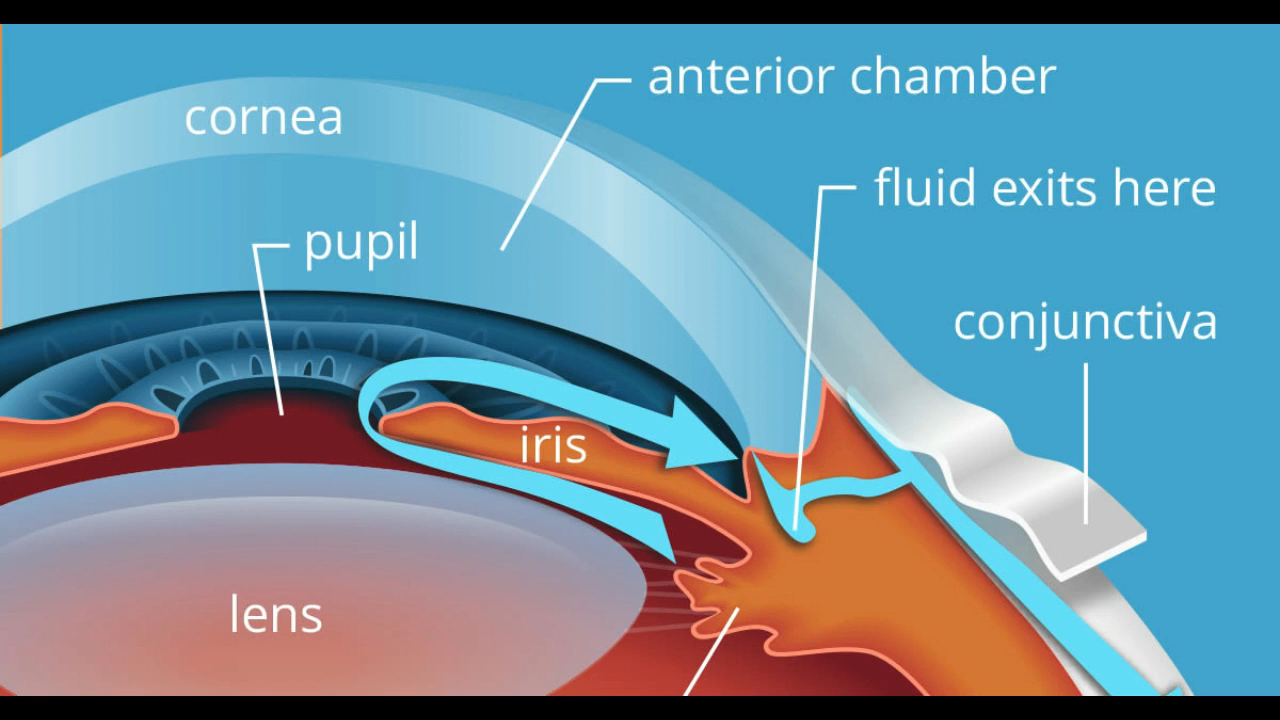 anterior chamber
cornea
fluid exits here
pupil
conjunctiva
iris
lens